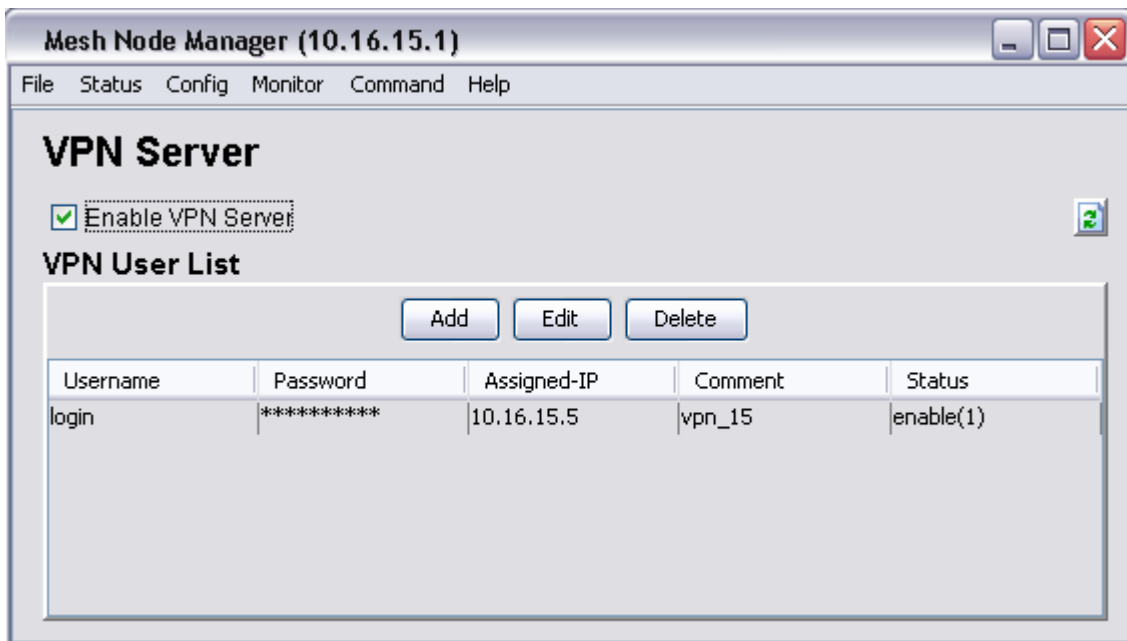 Mesh Node Manager (10.16.15.1)
File Status Config Monitor Command Help
VPN Server
Enable VPN Server
VPN User List
Add Edit Delete
Username Password Assigned-IP Comment Status
login ********** 10.16.15.5 vpn_15 enable(1)